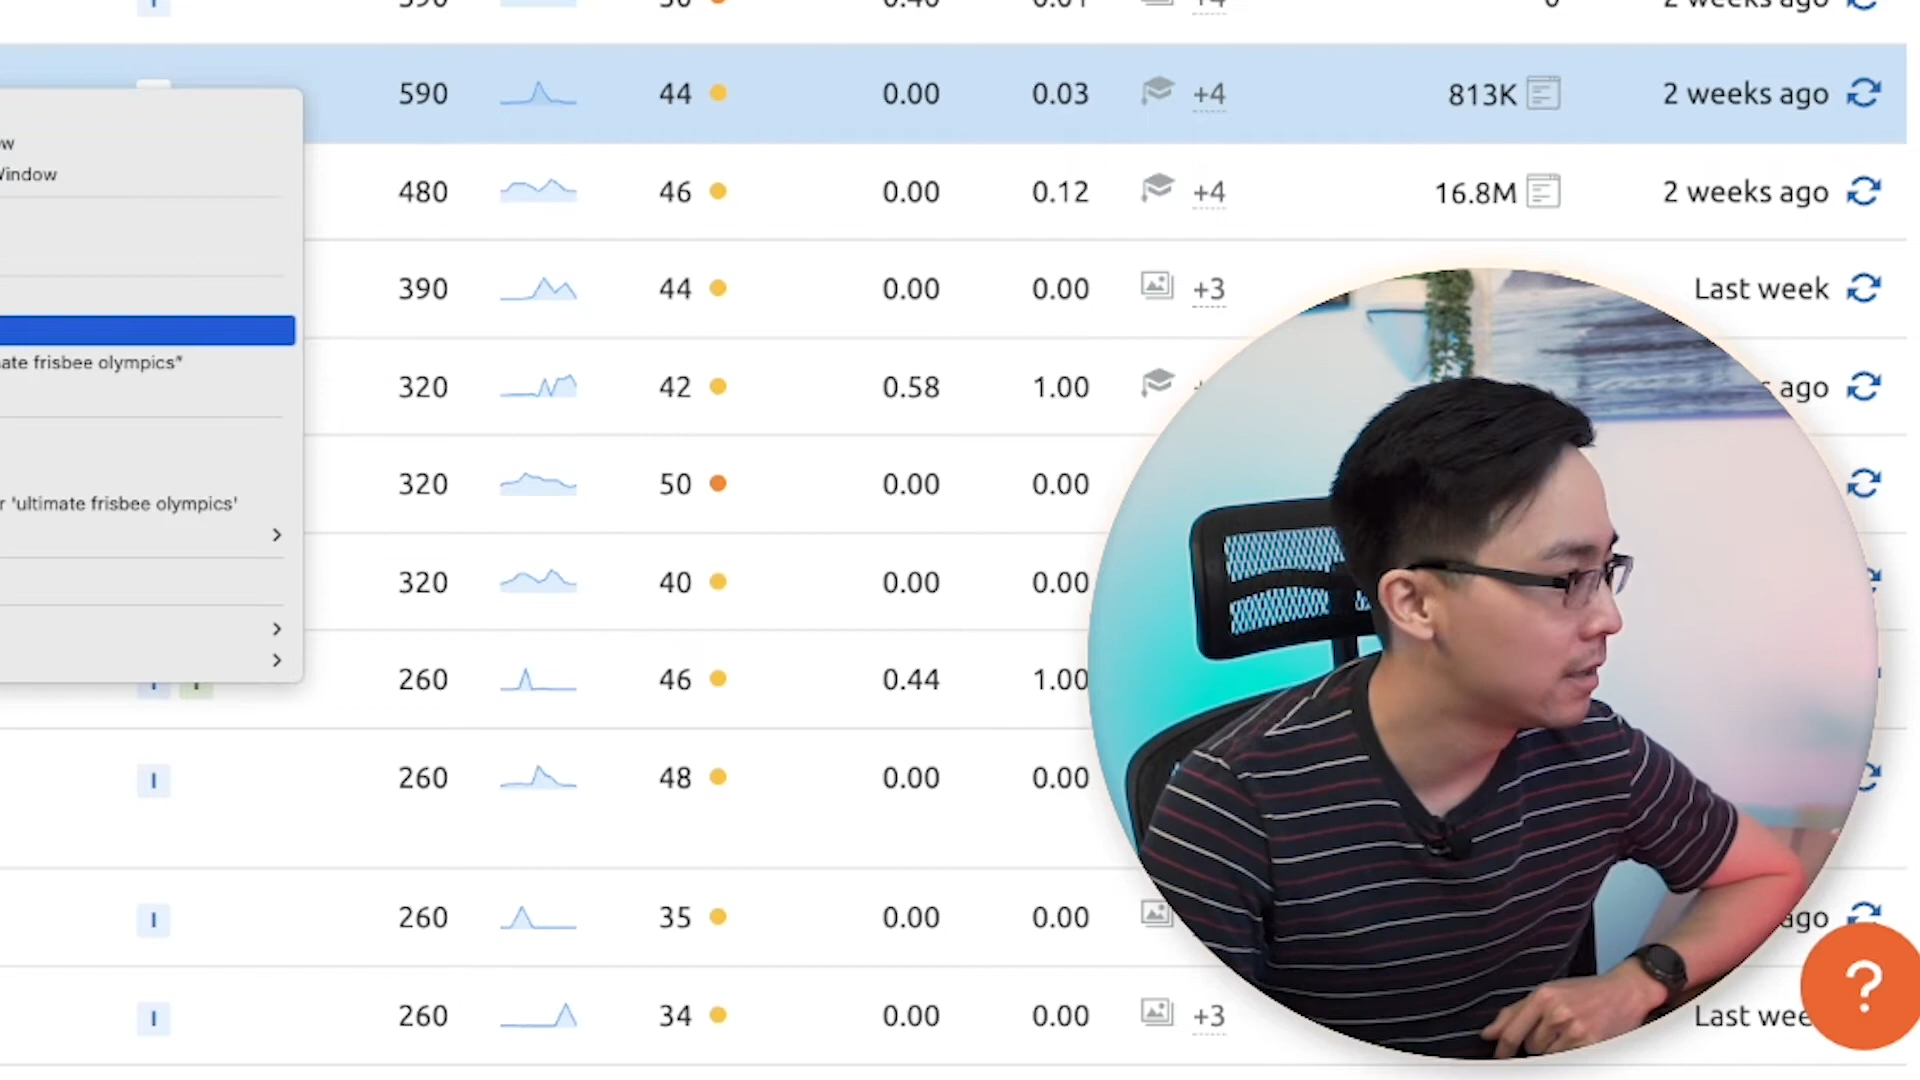 590 44 0.00 0.03 +4 813K 2 weeks ago
480 46 0.00 0.12 +4 16.8M 2 weeks ago
390 44 0.00 0.00 +3 Last week
320 42 0.58 1.00 ago
320 50 0.00 0.00
320 40 0.00 0.00
260 46 0.44 1.00
I 260 48 0.00 0.00
I 260 35 0.00 0.00 ago
I 260 34 0.00 0.00 +3 Last
Window
frisbee olympics"
'ultimate frisbee olympics'
?